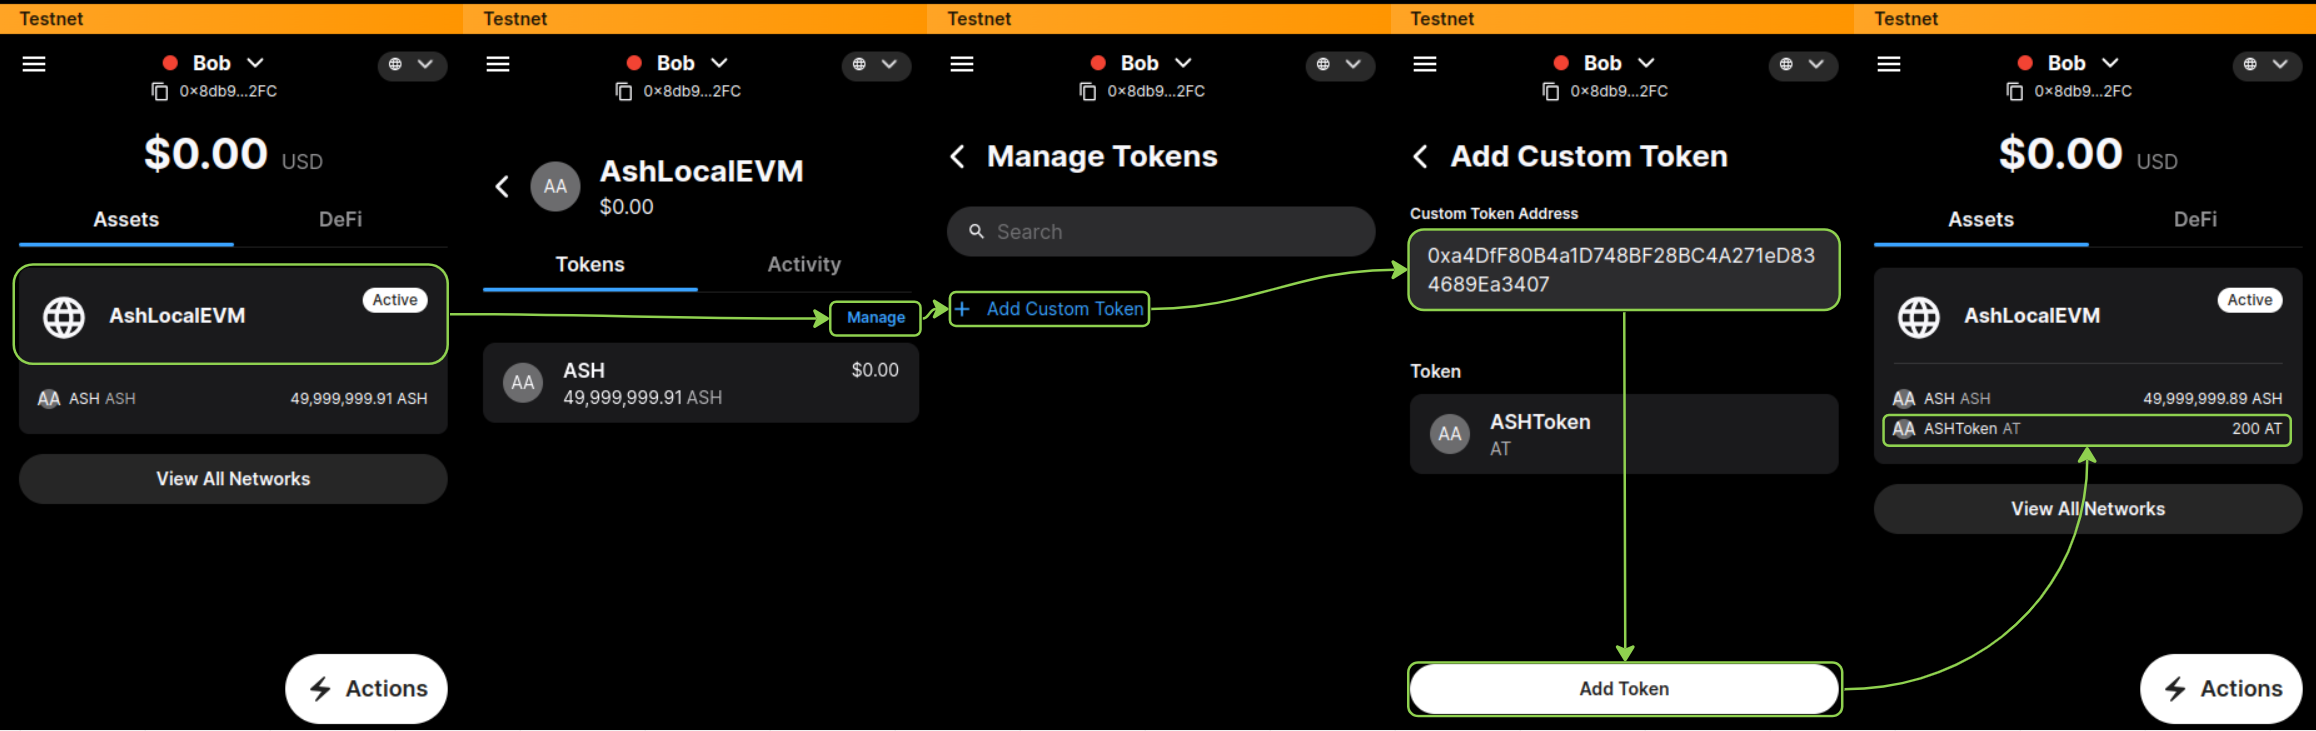 Testnet
Bob
0×8db9...2FC
$0.00 USD
Assets
DeFi
AshLocalEVM
Active
AA ASH ASH
49,999,999.91 ASH
View All Networks
Actions
Testnet
Bob
0×8db9...2FC
AA
AshLocalEVM
$0.00
Tokens
Activity
Manage
AA
ASH
$0.00
49,999,999.91 ASH
Testnet
Bob
0×8db9...2FC
Manage Tokens
Search
+ Add Custom Token
Testnet
Bob
0×8db9...2FC
Add Custom Token
Custom Token Address
0xa4DfF80B4a1D748BF28BC4A271eD83
4689Ea3407
Token
AA
ASHToken
AT
Add Token
Testnet
Bob
0×8db9...2FC
$0.00 USD
Assets
DeFi
AshLocalEVM
Active
AA ASH ASH
49,999,999.89 ASH
AA ASHToken AT
200 AT
View All Networks
Actions